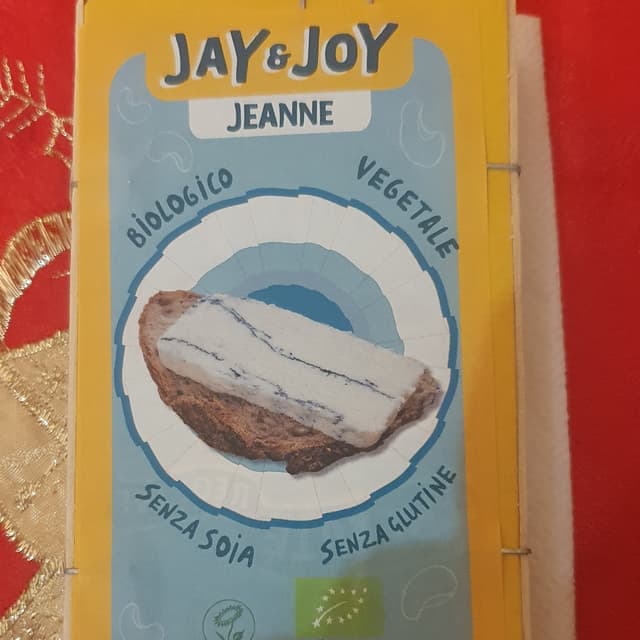 JAY & JOY
JEANNE
BIOLOGICO
VEGETALE
SENZA SOIA
SENZA GLUTINE